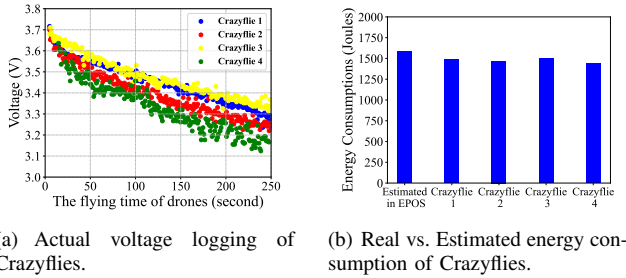 3.8
3.7
3.6
3.5
3.4
3.3
3.2
3.1
3.0
Voltage (V)
Crazyflie 1
Crazyflie 2
Crazyflie 3
Crazyflie 4
0 50 100 150 200 250
The flying time of drones (second)
(a) Actual voltage logging of
Crazyflies.
2000
1750
1500
1250
1000
750
500
250
0
Energy Consumptions (Joules)
Estimated in EPOS
Crazyflie 1
Crazyflie 2
Crazyflie 3
Crazyflie 4
(b) Real vs. Estimated energy con-
sumption of Crazyflies.